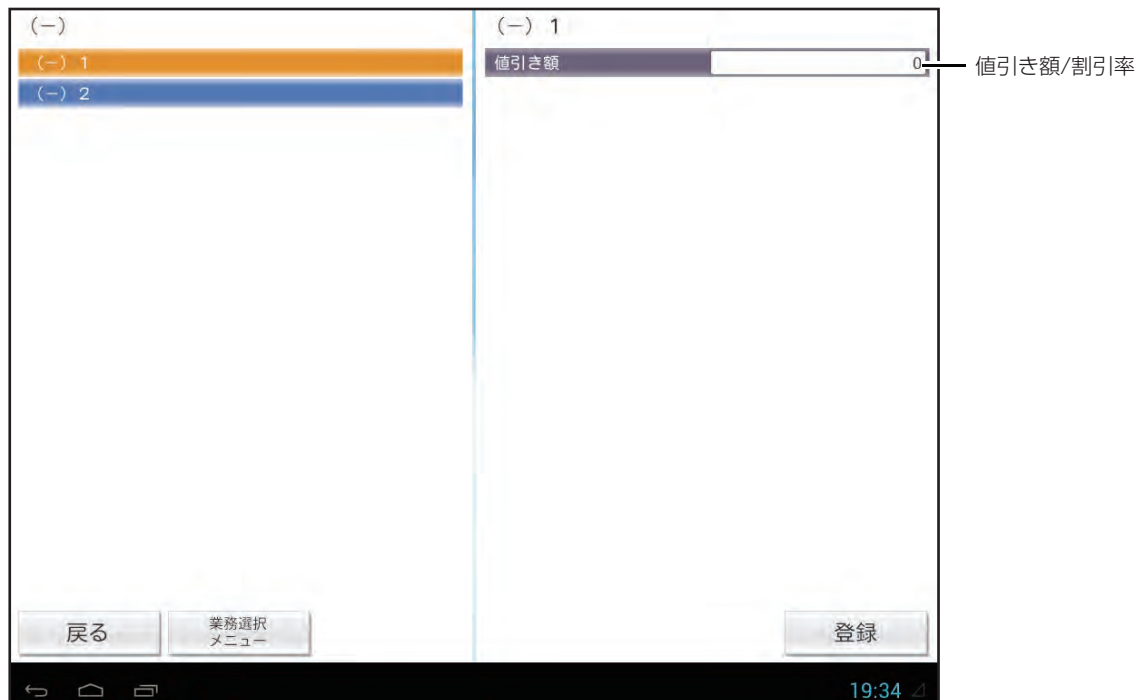 （－）
（－）1
（－）2
（－）1
値引き額 0
値引き額/割引率
戻る
業務選択
メニュー
登録
19:34